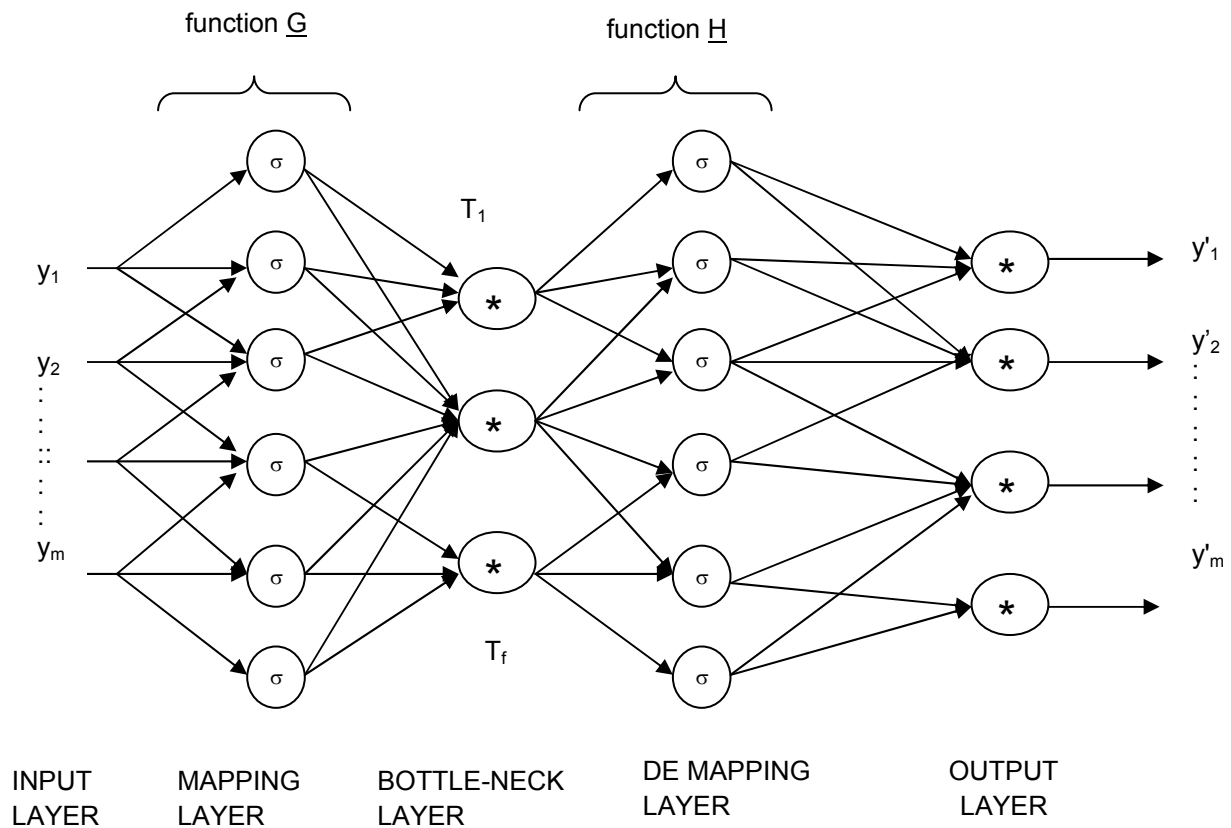 function G
function H
σ σ
T1
y1 σ σ * y'1
*
y2 σ σ * y'2
*
σ σ *
ym * y'm
σ σ *
Tf
σ σ
INPUT LAYER
MAPPING LAYER
BOTTLE-NECK LAYER
DE MAPPING LAYER
OUTPUT LAYER